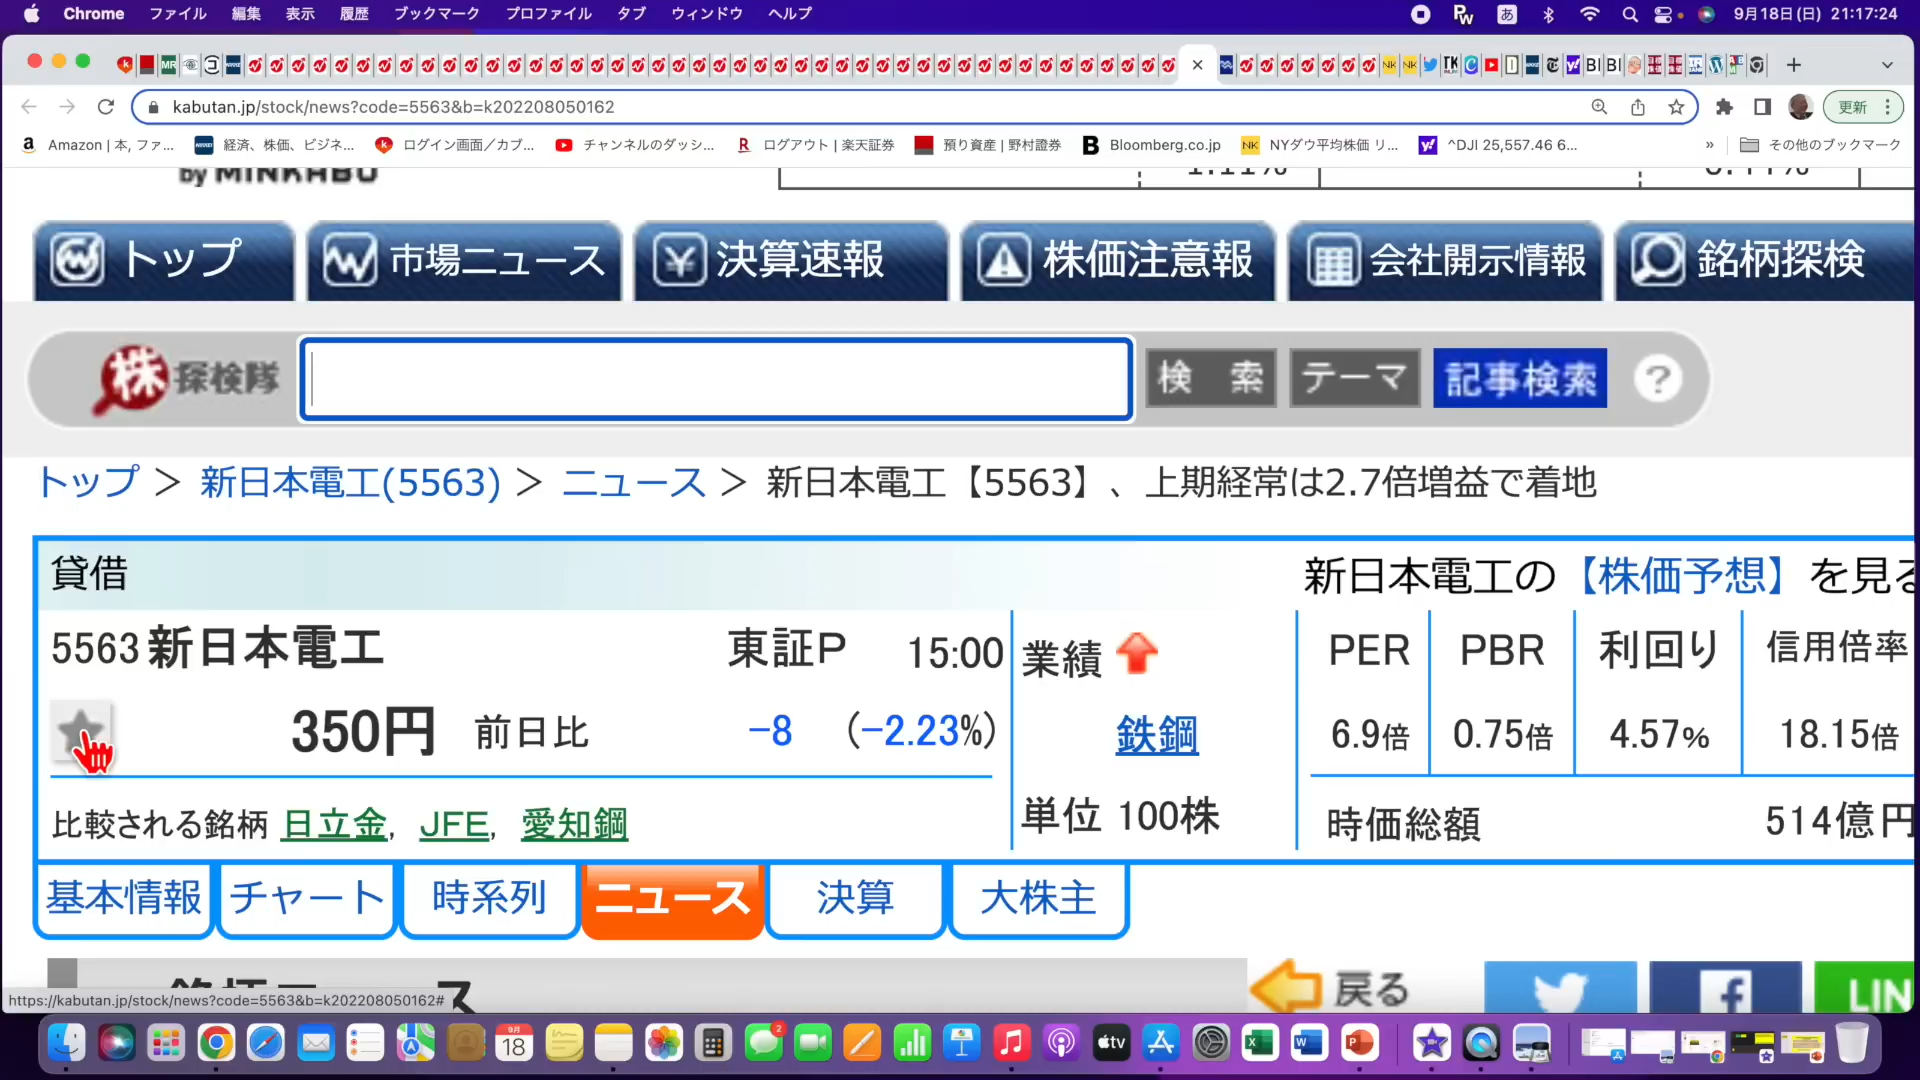 Chrome ファイル 編集 表示 履歴 ブックマーク プロファイル タブ ウィンドウ ヘルプ 9月18日(日) 21:17:24
kabutan.jp/stock/news?code=5563&b=k202208050162 更新
Amazon | 本, ファ... 経済、株価、ビジネ... ログイン画面／カブ... チャンネルのダッシ... ログアウト | 楽天証券 預り資産 | 野村證券 Bloomberg.co.jp NYダウ平均株価 リ... ^DJI 25,557.46 6... » その他のブックマーク
by MINKABU
トップ 市場ニュース 決算速報 株価注意報 会社開示情報 銘柄探検
株探検隊 検 索 テーマ 記事検索 ?
トップ > 新日本電工(5563) > ニュース > 新日本電工【5563】、上期経常は2.7倍増益で着地
貸借 新日本電工の【株価予想】を見る
5563 新日本電工 東証P 15:00 業績 PER PBR 利回り 信用倍率
350円 前日比 -8 (-2.23%) 鉄鋼 6.9倍 0.75倍 4.57% 18.15倍
比較される銘柄 日立金, JFE, 愛知鋼 単位 100株 時価総額 514億円
基本情報 チャート 時系列 ニュース 決算 大株主
戻る LIN
https://kabutan.jp/stock/news?code=5563&b=k202208050162#
9月 18 2 tv